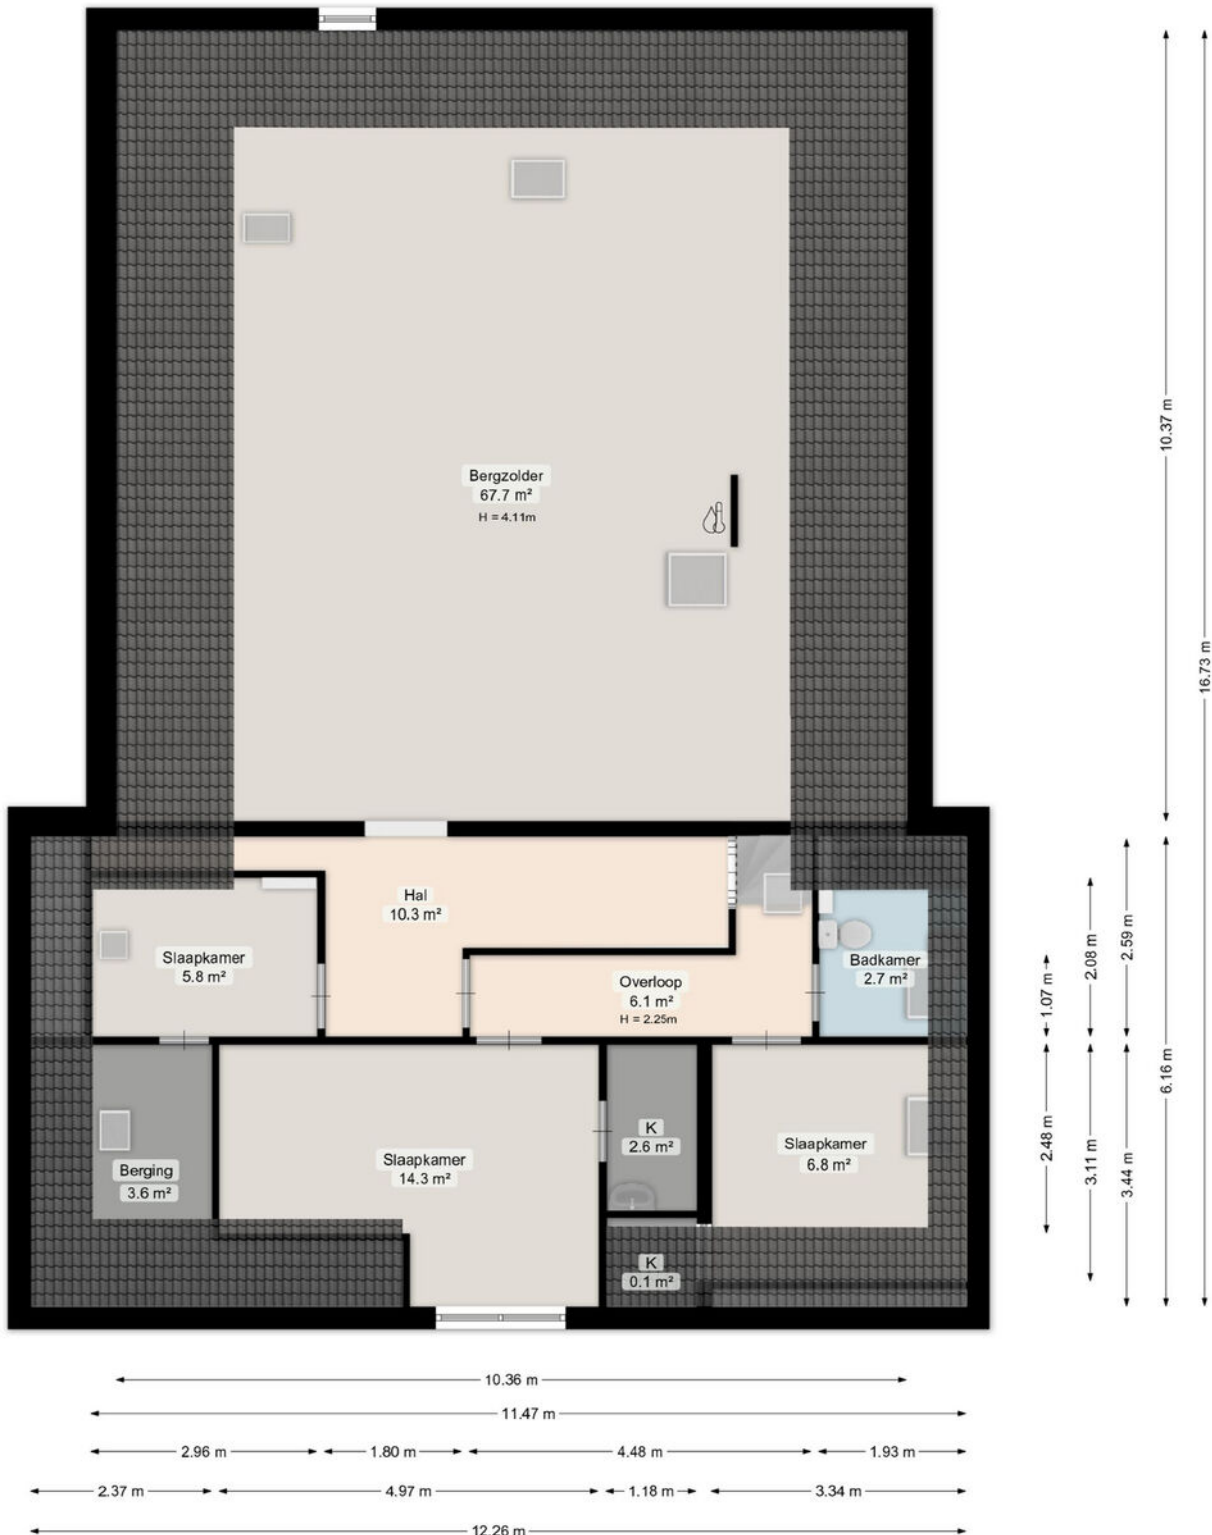 Bergzolder
67.7 m²
H = 4.11m
10.37 m
16.73 m
Hal
10.3 m²
Slaapkamer
5.8 m²
Overloop
6.1 m²
H = 2.25m
Badkamer
2.7 m²
1.07 m
2.08 m
2.59 m
6.16 m
Berging
3.6 m²
Slaapkamer
14.3 m²
K
2.6 m²
Slaapkamer
6.8 m²
K
0.1 m²
2.48 m
3.11 m
3.44 m
10.36 m
11.47 m
2.96 m
1.80 m
4.48 m
1.93 m
2.37 m
4.97 m
1.18 m
3.34 m
12.26 m